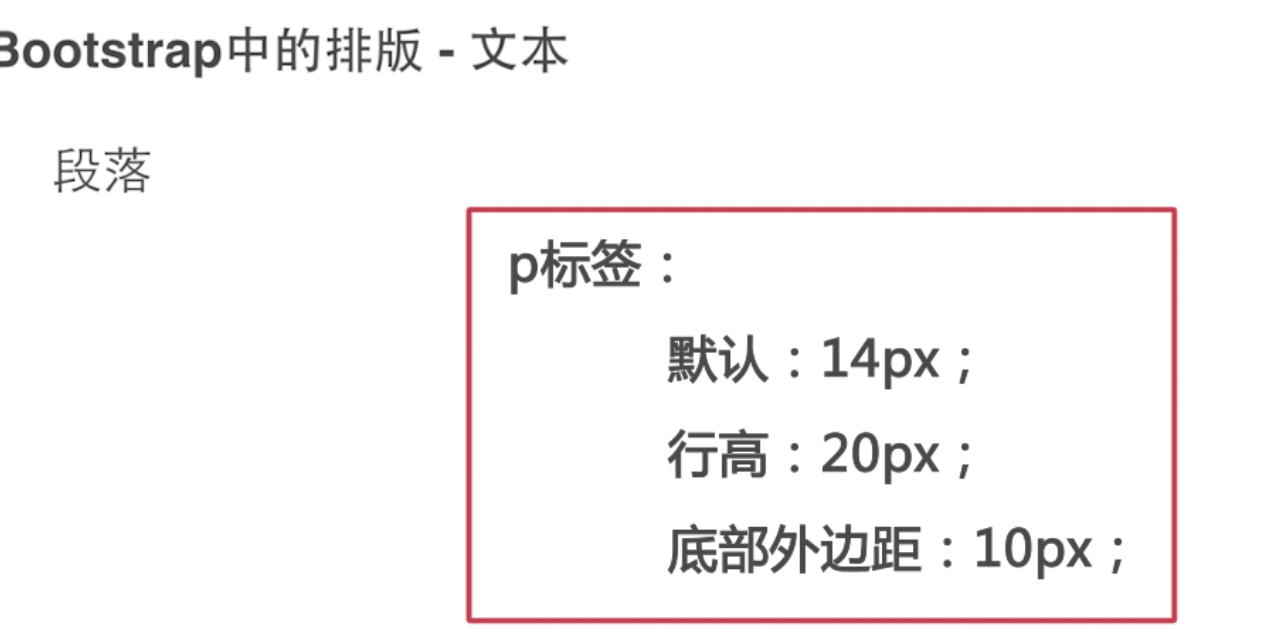 Bootstrap中的排版 - 文本
段落
p标签：
默认：14px；
行高：20px；
底部外边距：10px；